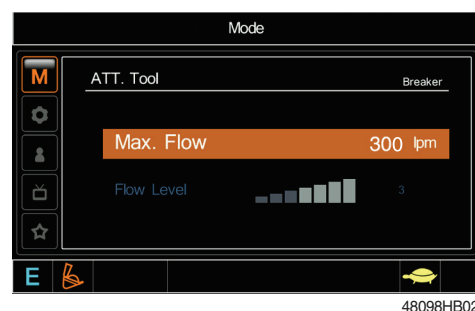 Mode
M
ATT. Tool Breaker
Max. Flow 300 lpm
Flow Level 3
E
48098HB02